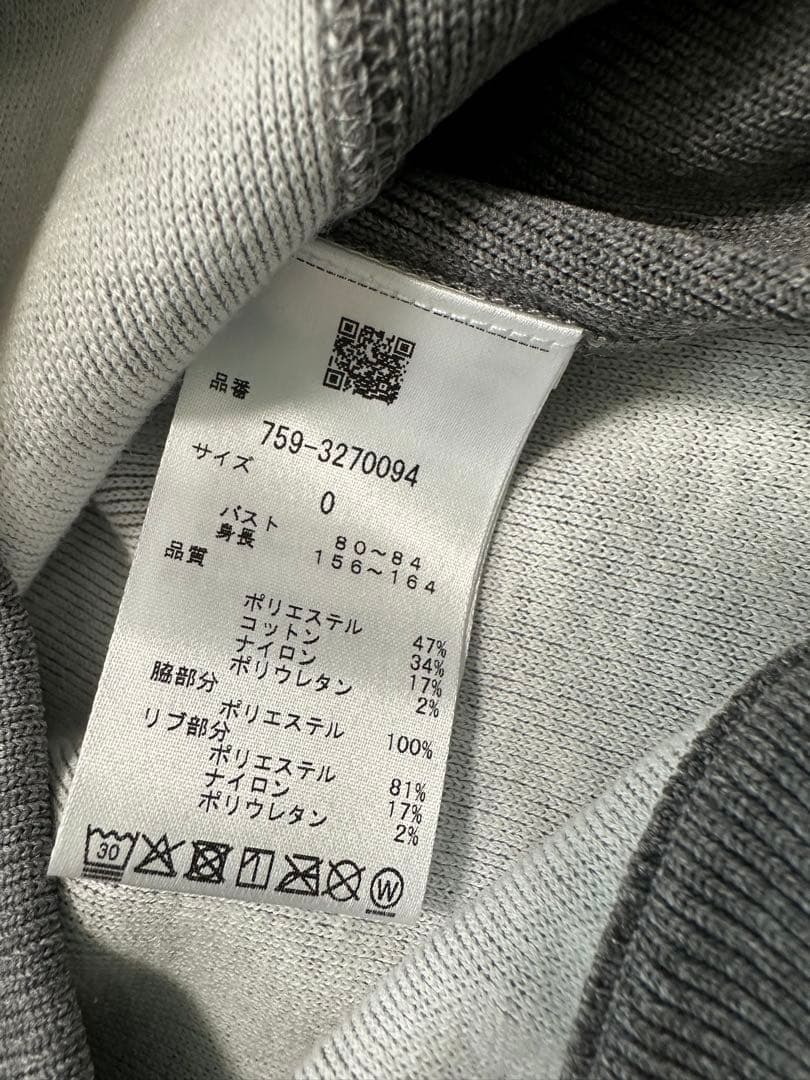 品番
759-3270094
サイズ
0
バスト 80～84
身長 156～164
品質
ポリエステル 47%
コットン 34%
ナイロン 17%
ポリウレタン 2%
脇部分
ポリエステル 100%
リブ部分
ポリエステル 81%
ナイロン 17%
ポリウレタン 2%
30
W